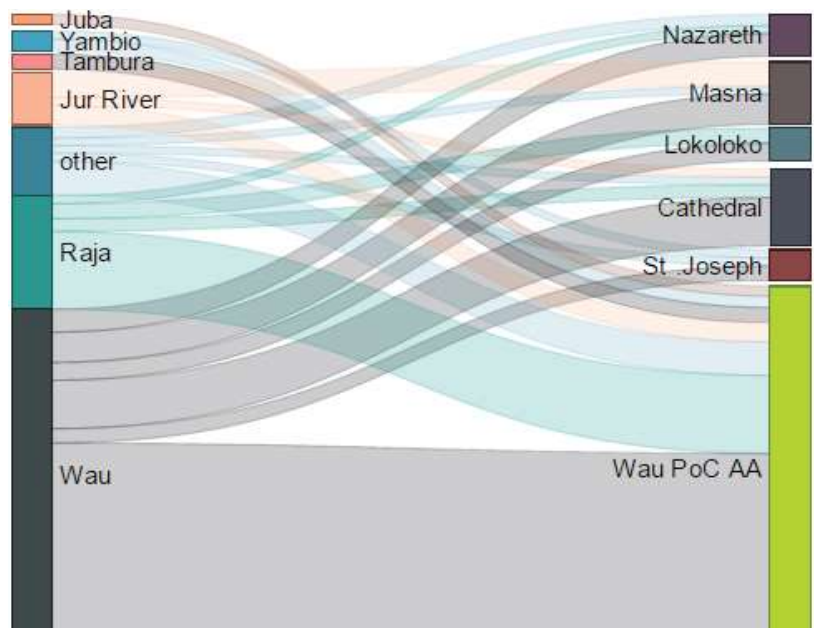 Juba
Yambio
Tambura
Jur River
other
Raja
Wau
Nazareth
Masna
Lokoloko
Cathedral
St .Joseph
Wau PoC AA